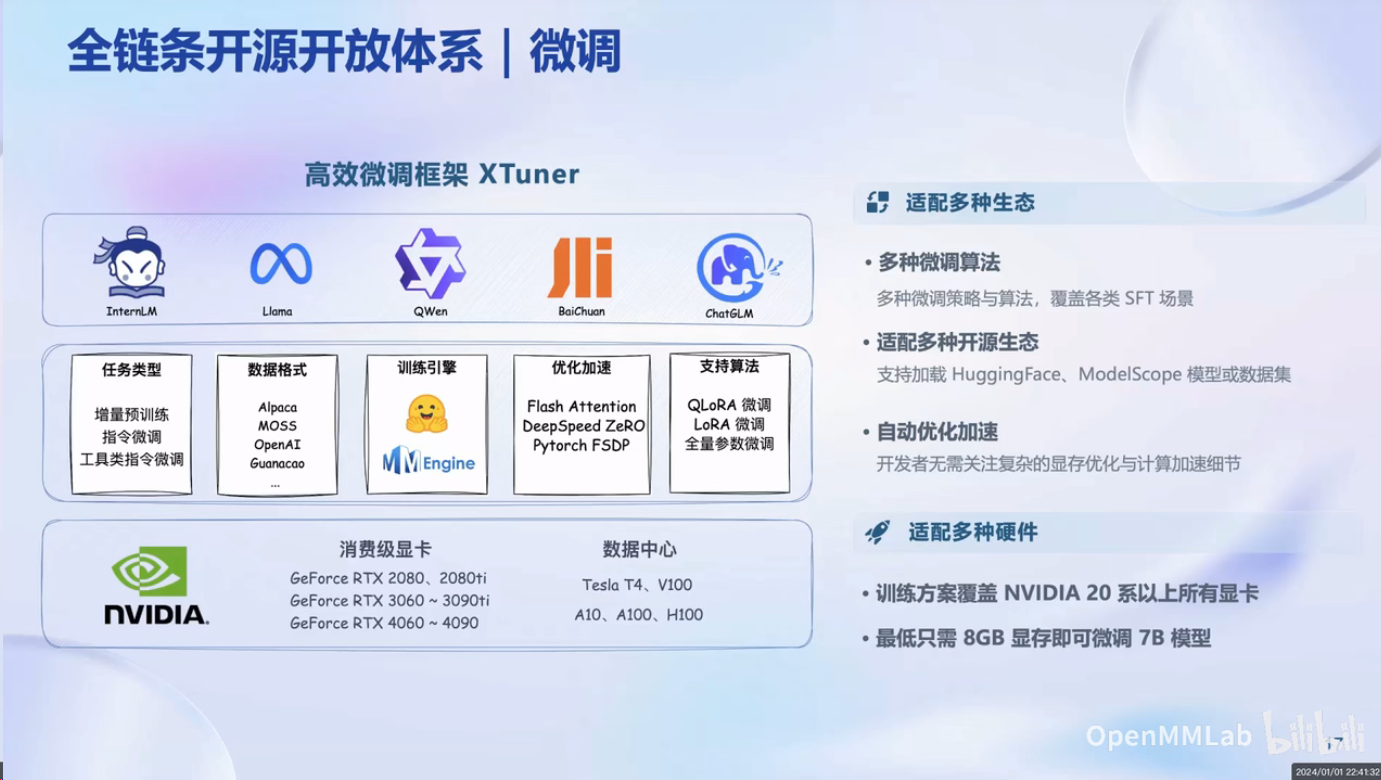 全链条开源开放体系 | 微调
高效微调框架 XTuner
InternLM
Llama
QWen
BaiChuan
ChatGLM
任务类型
增量预训练
指令微调
工具类指令微调
数据格式
Alpaca
MOSS
OpenAI
Guanacao
...
训练引擎
MMEngine
优化加速
Flash Attention
DeepSpeed ZeRO
Pytorch FSDP
支持算法
QLoRA 微调
LoRA 微调
全量参数微调
NVIDIA.
消费级显卡
GeForce RTX 2080、2080ti
GeForce RTX 3060 ~ 3090ti
GeForce RTX 4060 ~ 4090
数据中心
Tesla T4、V100
A10、A100、H100
适配多种生态
• 多种微调算法
多种微调策略与算法，覆盖各类 SFT 场景
• 适配多种开源生态
支持加载 HuggingFace、ModelScope 模型或数据集
• 自动优化加速
开发者无需关注复杂的显存优化与计算加速细节
适配多种硬件
• 训练方案覆盖 NVIDIA 20 系以上所有显卡
• 最低只需 8GB 显存即可微调 7B 模型
OpenMMLab bilibili
17
2024/01/01 22:41:32